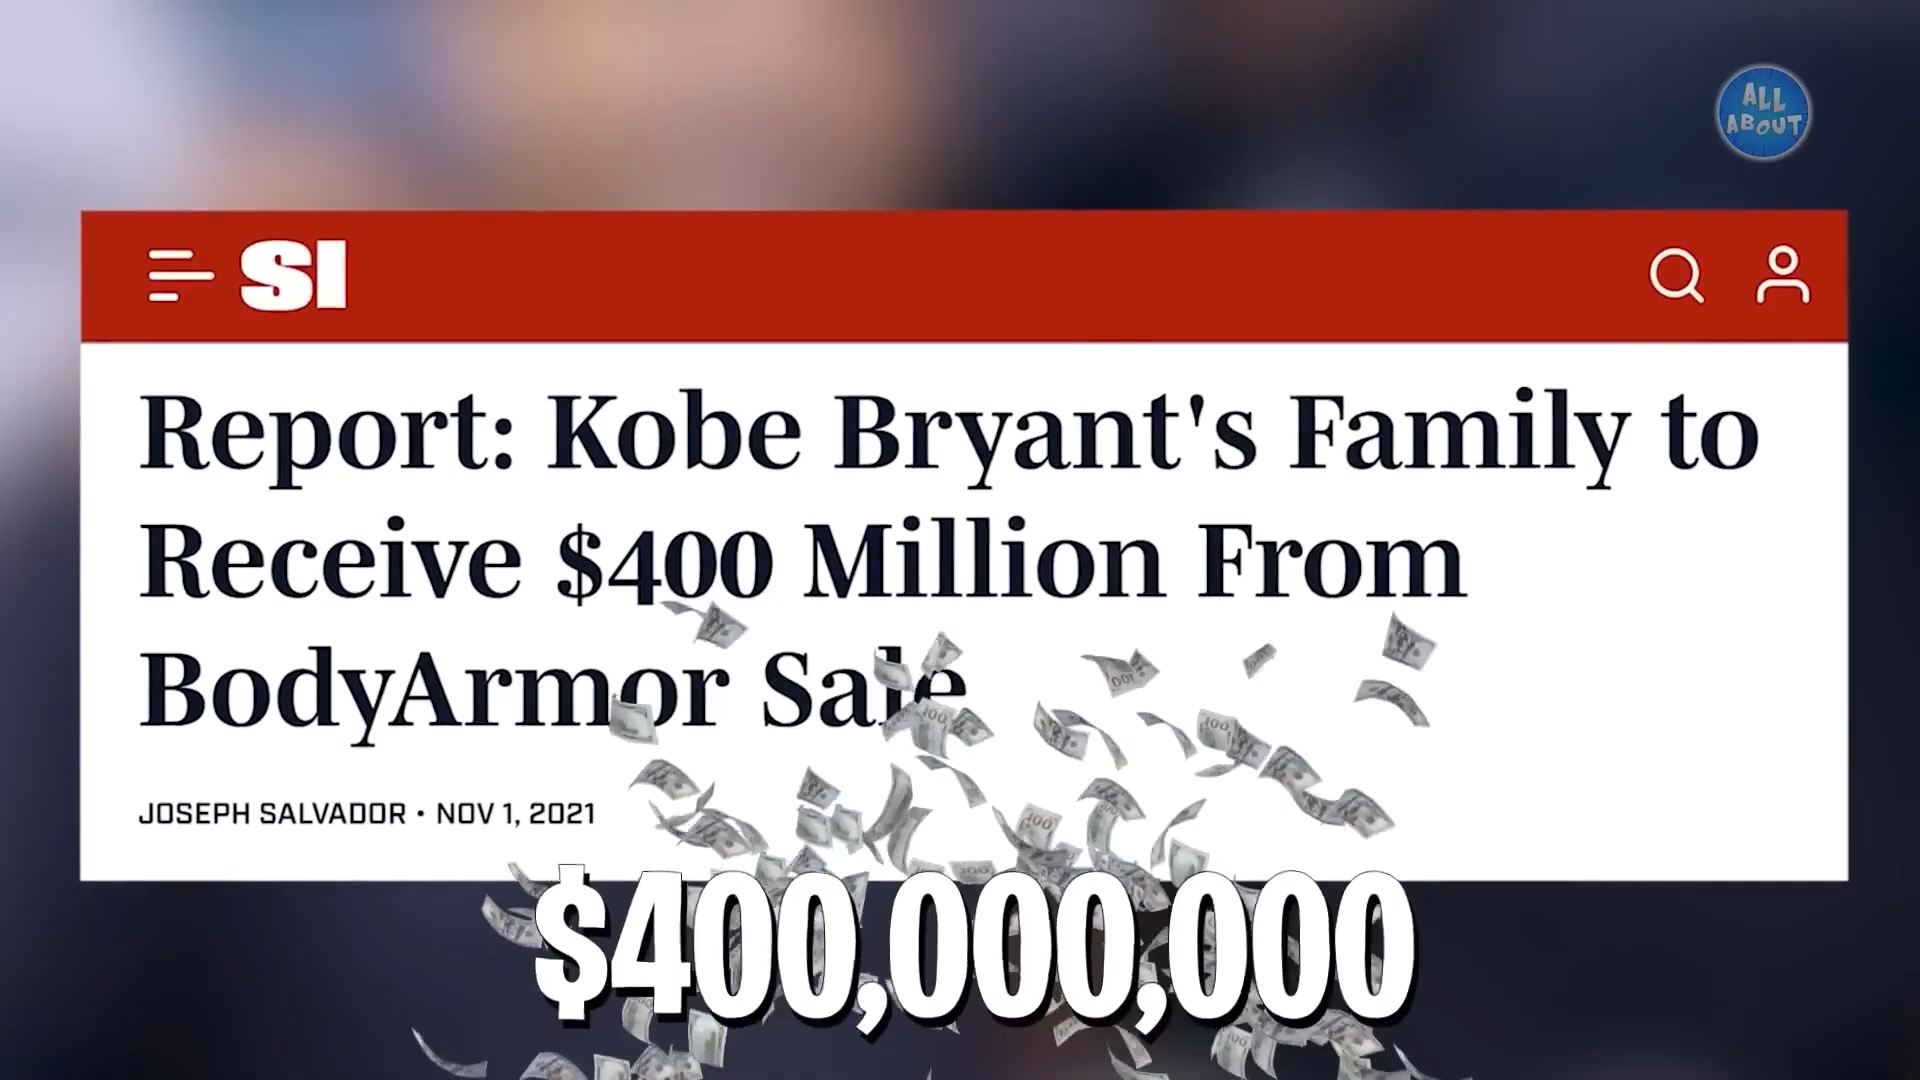 ALL
ABOUT
SI
Report: Kobe Bryant's Family to
Receive $400 Million From
BodyArmor Sale
JOSEPH SALVADOR • NOV 1, 2021
$400,000,000